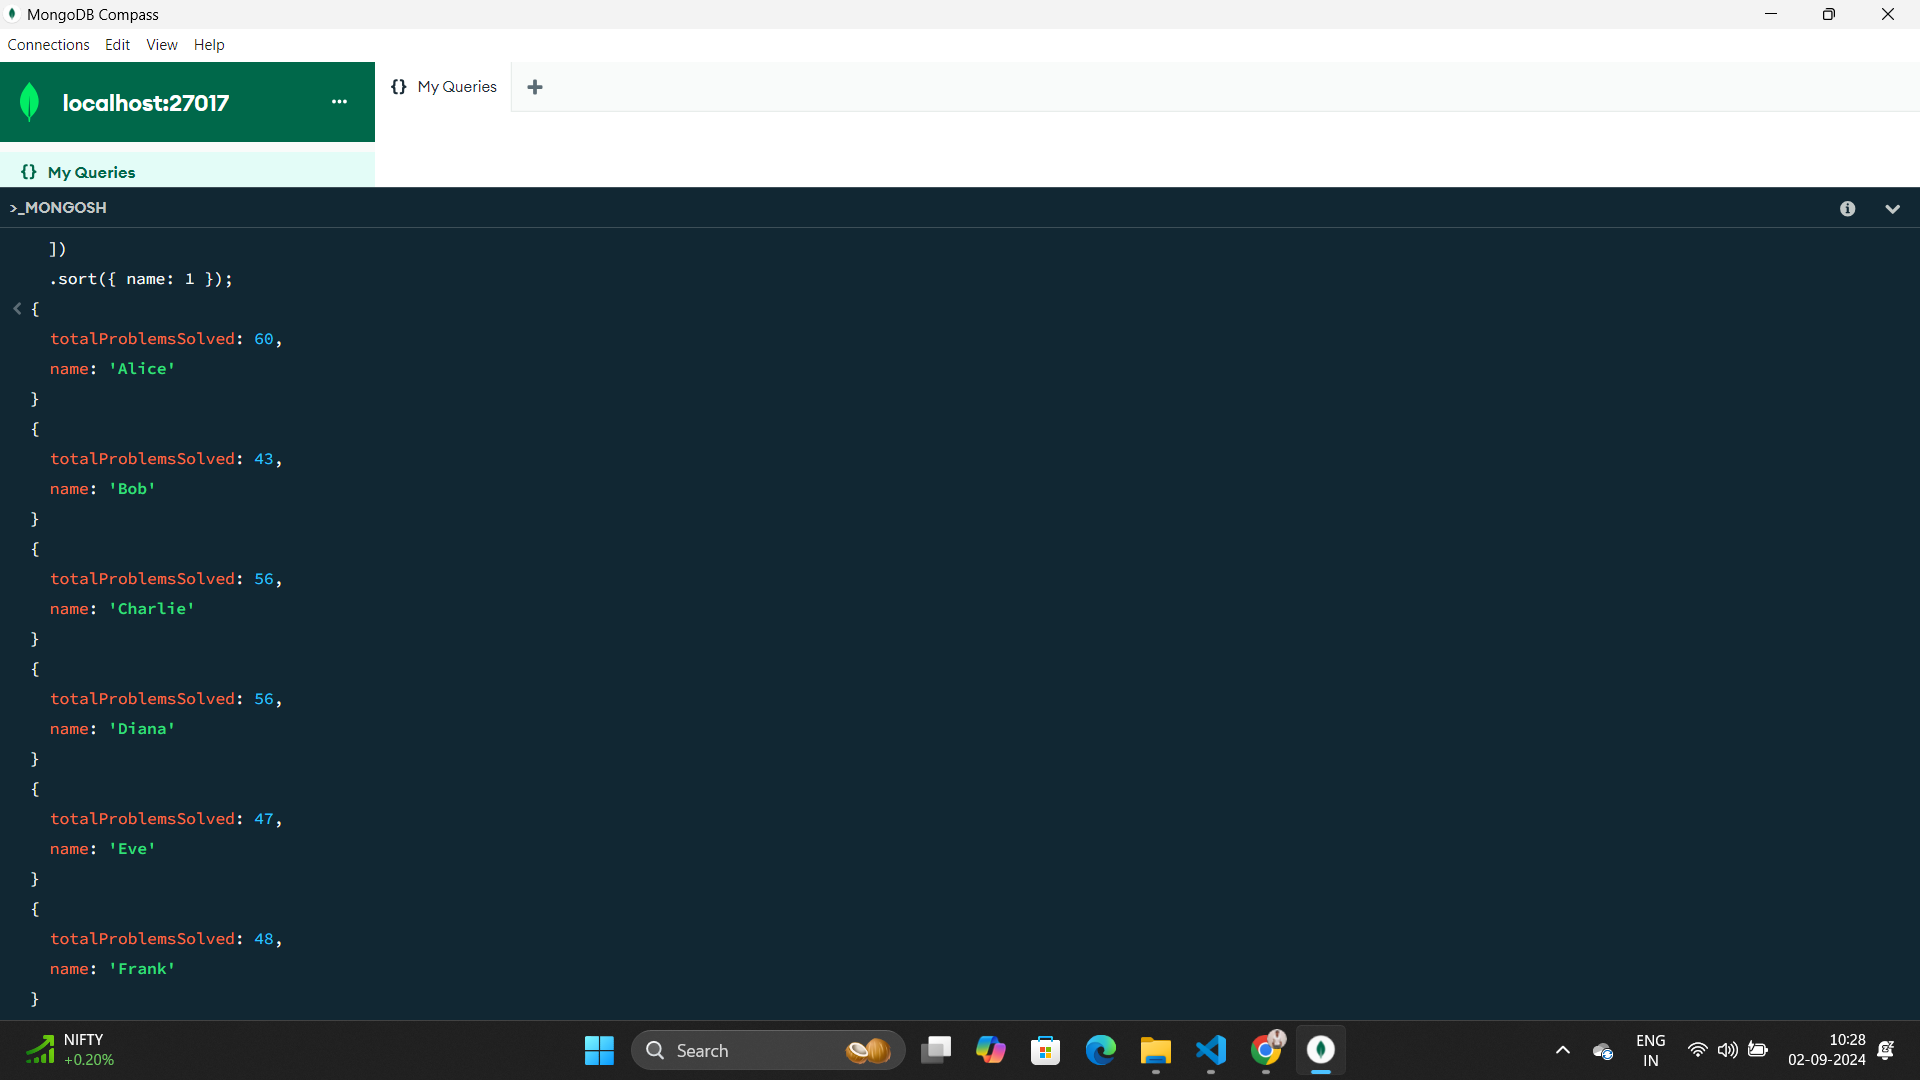 MongoDB Compass
Connections Edit View Help
localhost:27017
{} My Queries
{} My Queries
>_MONGOSH
])
.sort({ name: 1 });
{
totalProblemsSolved: 60,
name: 'Alice'
}
{
totalProblemsSolved: 43,
name: 'Bob'
}
{
totalProblemsSolved: 56,
name: 'Charlie'
}
{
totalProblemsSolved: 56,
name: 'Diana'
}
{
totalProblemsSolved: 47,
name: 'Eve'
}
{
totalProblemsSolved: 48,
name: 'Frank'
}
NIFTY
+0.20%
Search
ENG
IN
10:28
02-09-2024